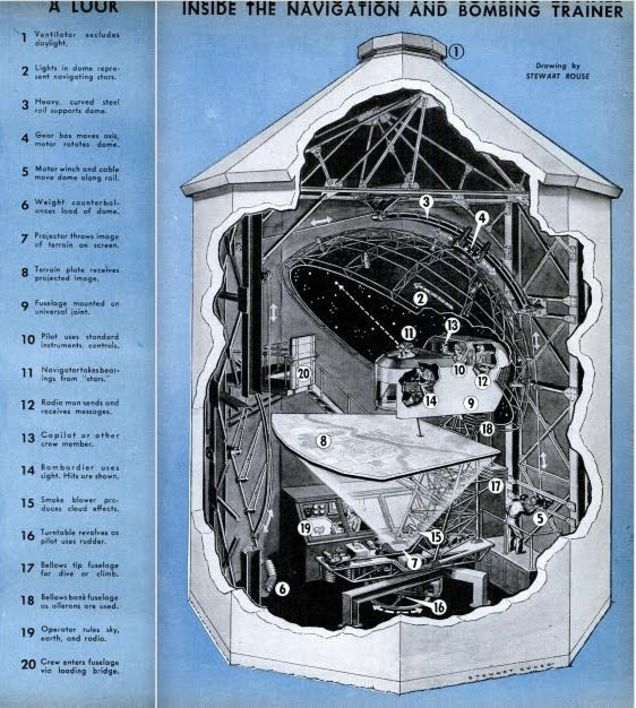 A LOOK
INSIDE THE NAVIGATION AND BOMBING TRAINER
1 Ventilator excludes
daylight.
2 Lights in dome repre-
sent navigating stars.
3 Heavy, curved steel
rail supports dome.
4 Gear box moves axis,
motor rotates dome.
5 Motor winch and cable
move dome along rail.
6 Weight counterbal-
ances load of dome.
7 Projector throws image
of terrain on screen.
8 Terrain plate receives
projected image.
9 Fuselage mounted on
universal joint.
10 Pilot uses standard
instruments, controls.
11 Navigator takes bear-
ings from "stars."
12 Radio man sends and
receives messages.
13 Copilot or other
crew member.
14 Bombardier uses
sight. Hits are shown.
15 Smoke blower pro-
duces cloud effects.
16 Turntable revolves as
pilot uses rudder.
17 Bellows tip fuselage
for dive or climb.
18 Bellows bank fuselage
as ailerons are used.
19 Operator rules sky,
earth, and radio.
20 Crew enters fuselage
via loading bridge.
1
Drawing by
STEWART ROUSE
3
4
2
11
13
10
12
20
14
9
8
18
17
19
15
5
7
6
16
STEWART ROUSE